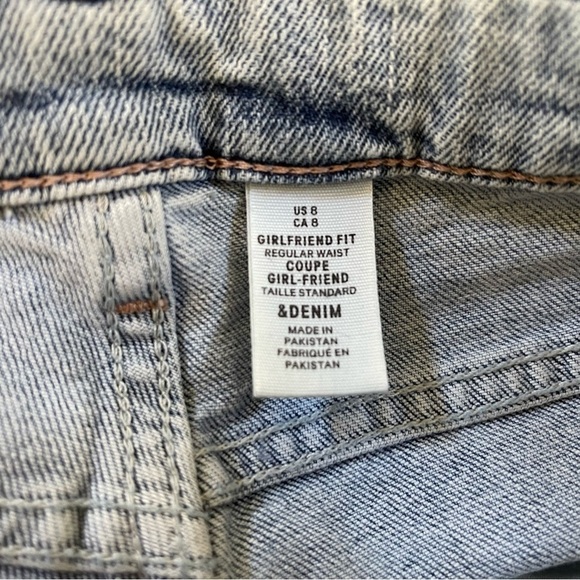 US 8
CA 8
GIRLFRIEND FIT
REGULAR WAIST
COUPE
GIRL-FRIEND
TAILLE STANDARD
&DENIM
MADE IN
PAKISTAN
FABRIQUÉ EN
PAKISTAN